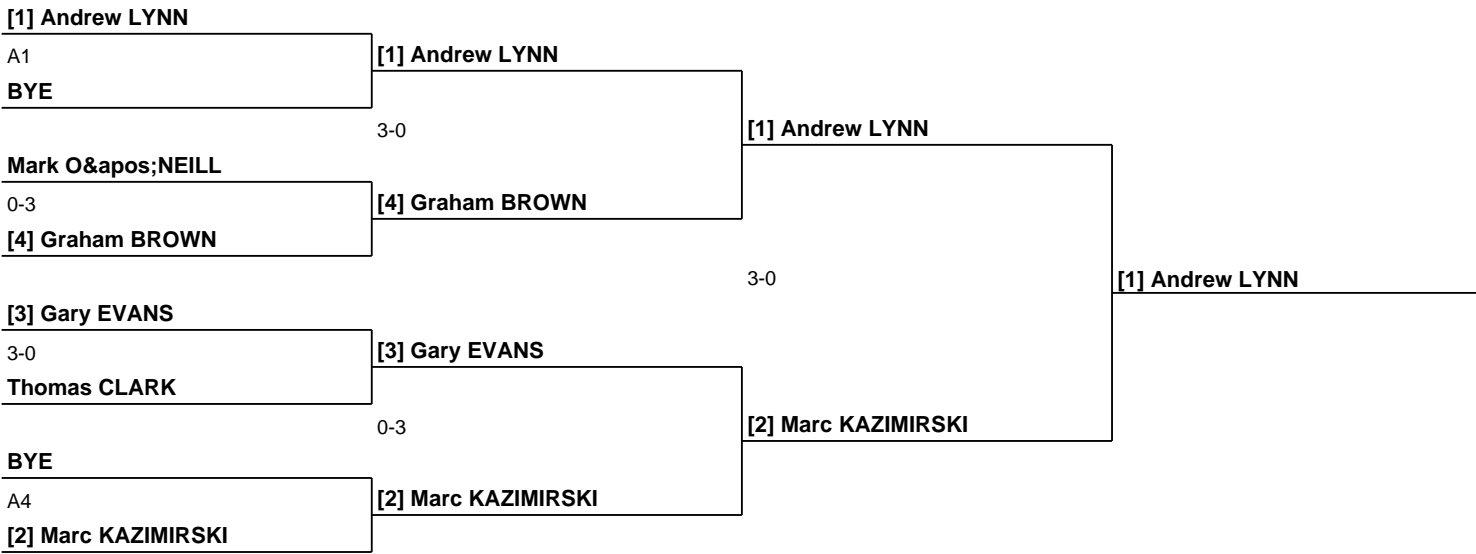 [1] Andrew LYNN
A1
[1] Andrew LYNN
BYE
3-0
[1] Andrew LYNN
Mark O&apos;NEILL
0-3
[4] Graham BROWN
[4] Graham BROWN
3-0
[1] Andrew LYNN
[3] Gary EVANS
3-0
[3] Gary EVANS
Thomas CLARK
0-3
[2] Marc KAZIMIRSKI
BYE
A4
[2] Marc KAZIMIRSKI
[2] Marc KAZIMIRSKI